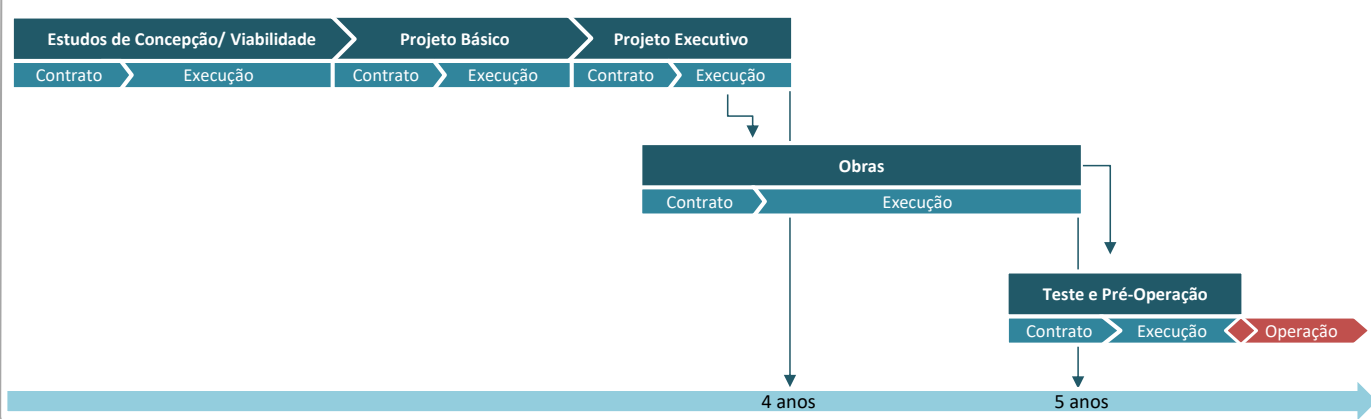 Estudos de Concepção/ Viabilidade
Projeto Básico
Projeto Executivo
Contrato
Execução
Contrato
Execução
Contrato
Execução
Obras
Contrato
Execução
Teste e Pré-Operação
Contrato
Execução
Operação
4 anos
5 anos